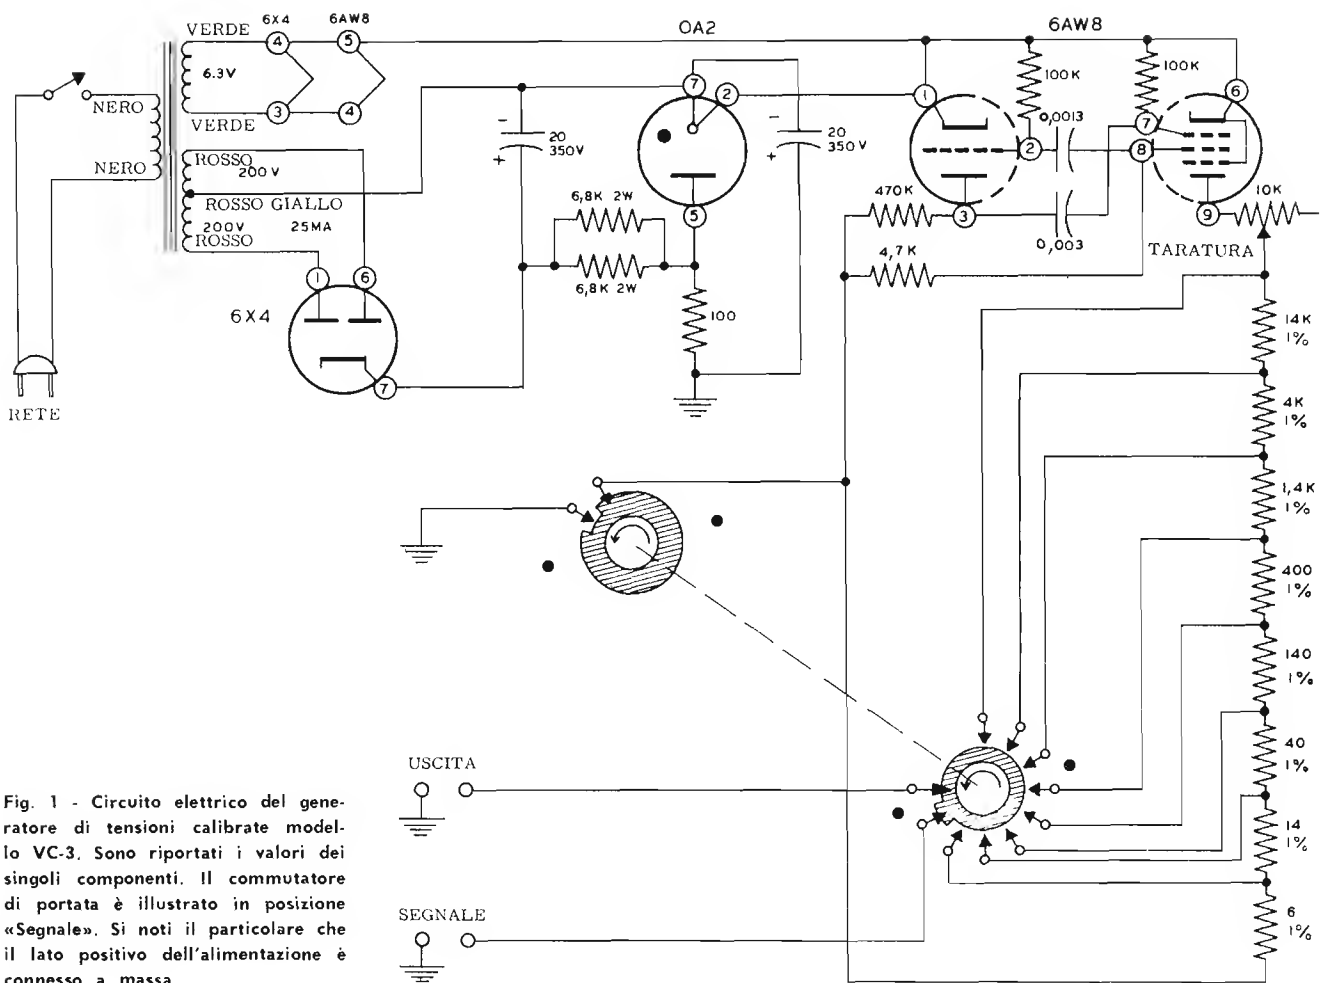 VERDE
6X4
6AW8
OA2
6AW8
4
5
6.3V
NERO
VERDE
3
4
NERO
ROSSO
200 V
ROSSO GIALLO
200V
25MA
ROSSO
RETE
1
6
6X4
7
-
20
350V
+
6,8K 2W
6,8K 2W
7
2
5
100
-
20
350V
+
1
100K
2
0,0013
3
470K
4,7K
0,003
100K
7
8
6
9
10K
TARATURA
14K
1%
4K
1%
1,4K
1%
400
1%
140
1%
40
1%
14
1%
6
1%
USCITA
SEGNALE
Fig. 1 - Circuito elettrico del gene-
ratore di tensioni calibrate model-
lo VC-3. Sono riportati i valori dei
singoli componenti. Il commutatore
di portata è illustrato in posizione
«Segnale». Si noti il particolare che
il lato positivo dell'alimentazione è
connesso a massa